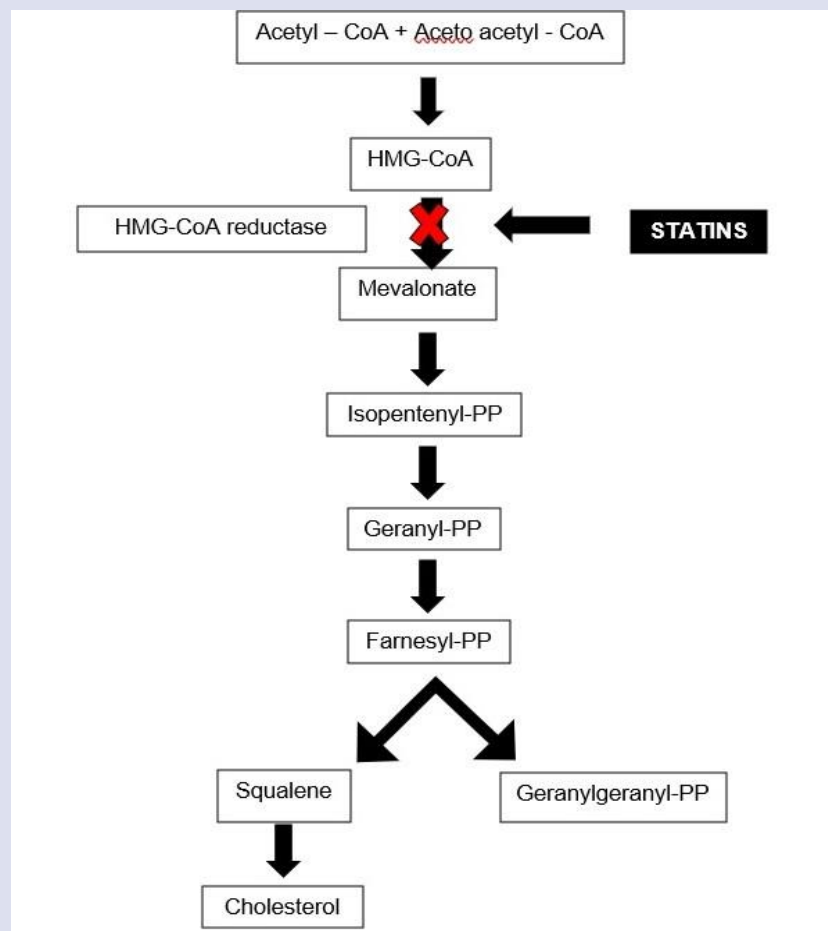 Acetyl – CoA + Aceto acetyl - CoA
HMG-CoA
HMG-CoA reductase
STATINS
Mevalonate
Isopentenyl-PP
Geranyl-PP
Farnesyl-PP
Squalene
Geranylgeranyl-PP
Cholesterol